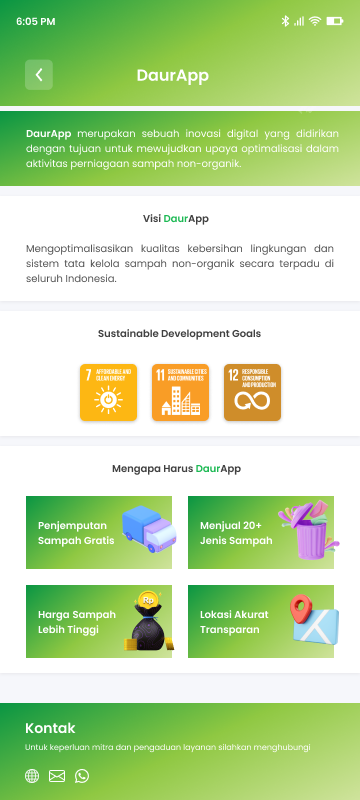 6:05 PM
DaurApp
DaurApp merupakan sebuah inovasi digital yang didirikan
dengan tujuan untuk mewujudkan upaya optimalisasi dalam
aktivitas perniagaan sampah non-organik.
Visi DaurApp
Mengoptimalisasikan kualitas kebersihan lingkungan dan
sistem tata kelola sampah non-organik secara terpadu di
seluruh Indonesia.
Sustainable Development Goals
7 AFFORDABLE AND
CLEAN ENERGY
11 SUSTAINABLE CITIES
AND COMMUNITIES
12 RESPONSIBLE
CONSUMPTION
AND PRODUCTION
Mengapa Harus DaurApp
Penjemputan
Sampah Gratis
Menjual 20+
Jenis Sampah
Harga Sampah
Lebih Tinggi
Rp
Lokasi Akurat
Transparan
Kontak
Untuk keperluan mitra dan pengaduan layanan silahkan menghubungi